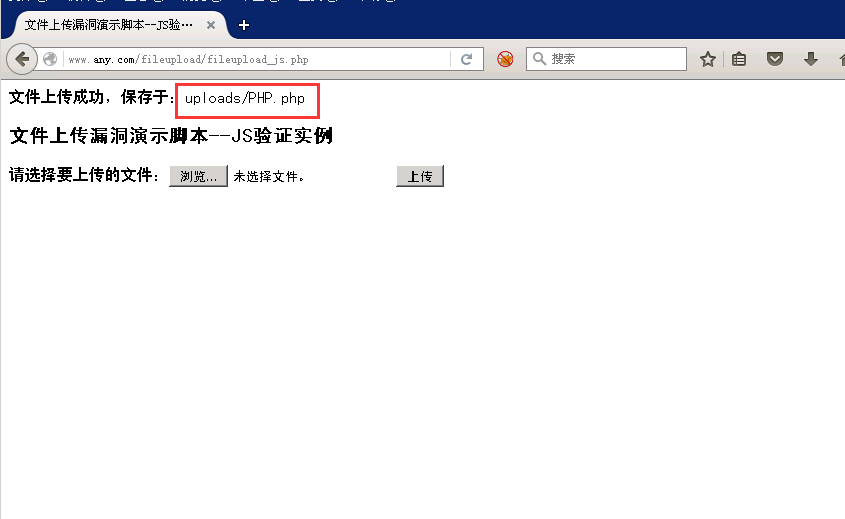 文件上传漏洞演示脚本--JS验…
www.any.com/fileupload/fileupload_js.php
搜索
文件上传成功，保存于：uploads/PHP.php
文件上传漏洞演示脚本--JS验证实例
请选择要上传的文件： 浏览… 未选择文件。 上传